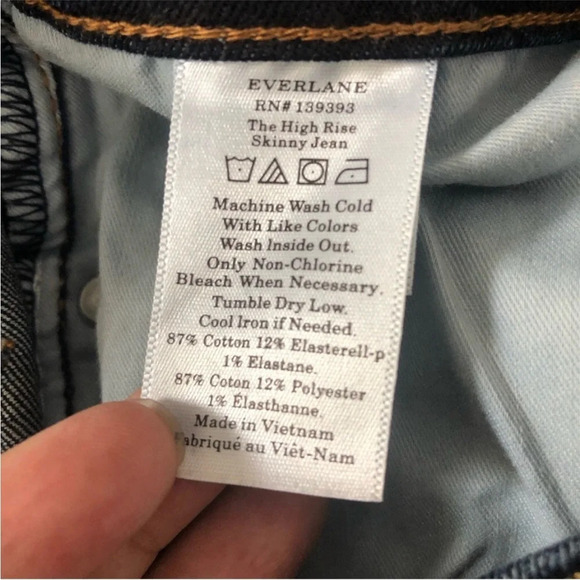 EVERLANE
RN# 139393
The High Rise
Skinny Jean
Machine Wash Cold
With Like Colors
Wash Inside Out.
Only Non-Chlorine
Bleach When Necessary.
Tumble Dry Low.
Cool Iron if Needed.
87% Cotton 12% Elasterell-p
1% Elastane.
87% Coton 12% Polyester
1% Élasthanne.
Made in Vietnam
Fabriqué au Viêt-Nam